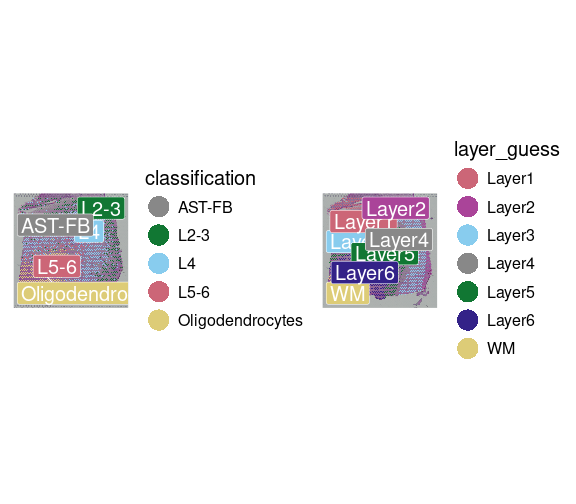 classification
AST-FB
L2-3
L4
L5-6
Oligodendrocytes
L2-3
AST-FB
L4
L5-6
Oligodendro
layer_guess
Layer1
Layer2
Layer3
Layer4
Layer5
Layer6
WM
Layer2
Layer1
Layer4
Layer5
Layer6
WM